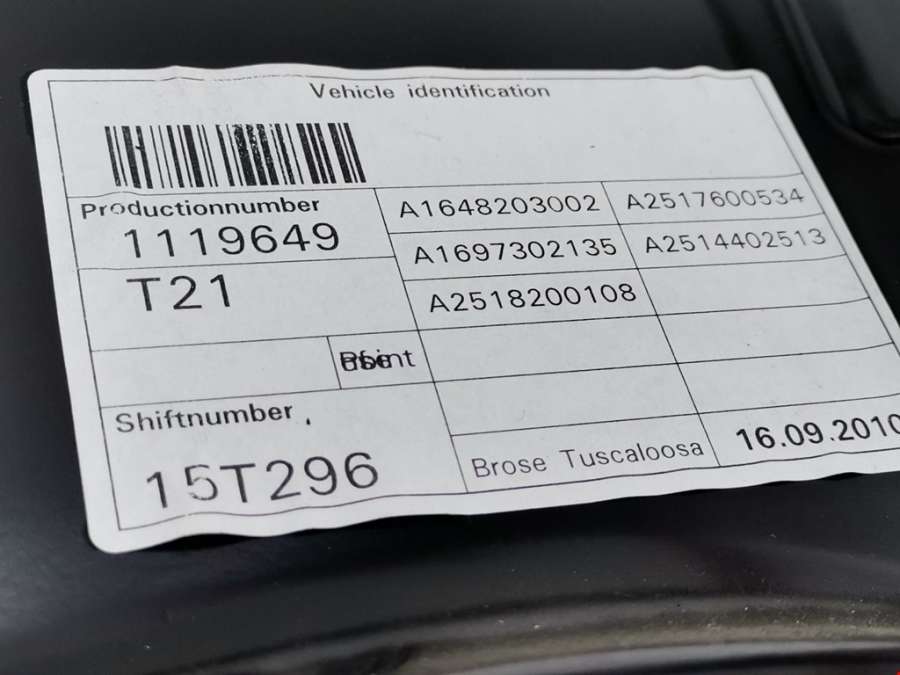 Vehicle identification
Productionnumber
1119649
T21
A1648203002 A2517600534
A1697302135 A2514402513
A2518200108
Shiftnumber
15T296
Brose Tuscaloosa
16.09.2010